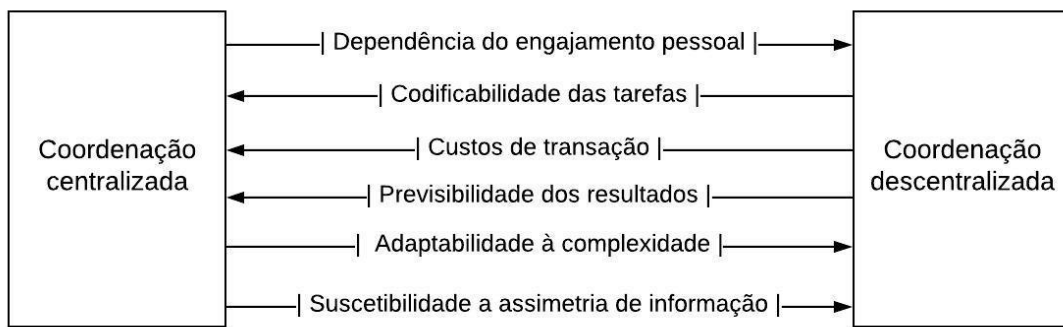 | Dependência do engajamento pessoal |
| Codificabilidade das tarefas |
Coordenação
centralizada
| Custos de transação |
Coordenação
descentralizada
| Previsibilidade dos resultados |
| Adaptabilidade à complexidade |
| Suscetibilidade a assimetria de informação |